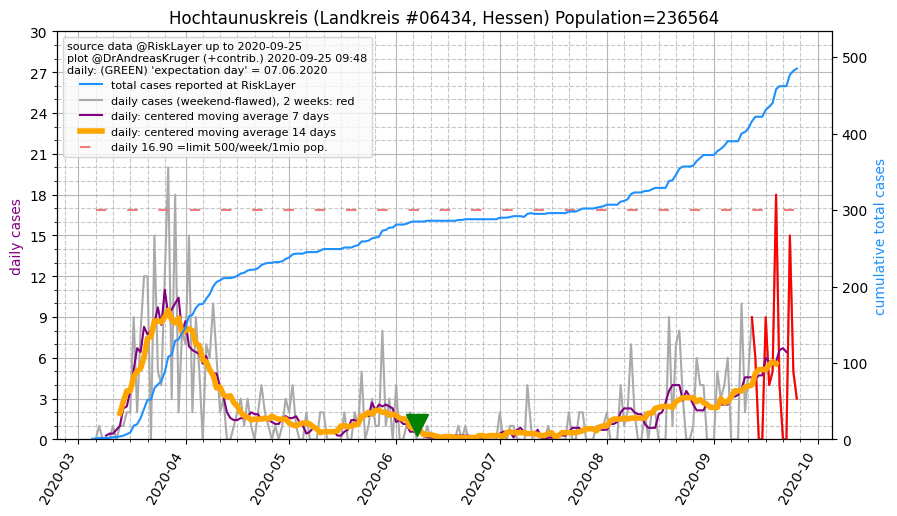 Hochtaunuskreis (Landkreis #06434, Hessen) Population=236564
source data @RiskLayer up to 2020-09-25
plot @DrAndreasKruger (+contrib.) 2020-09-25 09:48
daily: (GREEN) 'expectation day' = 07.06.2020
total cases reported at RiskLayer
daily cases (weekend-flawed), 2 weeks: red
daily: centered moving average 7 days
daily: centered moving average 14 days
daily 16.90 =limit 500/week/1mio pop.
daily cases
30
27
24
21
18
15
12
9
6
3
0
cumulative total cases
500
400
300
200
100
0
2020-03
2020-04
2020-05
2020-06
2020-07
2020-08
2020-09
2020-10